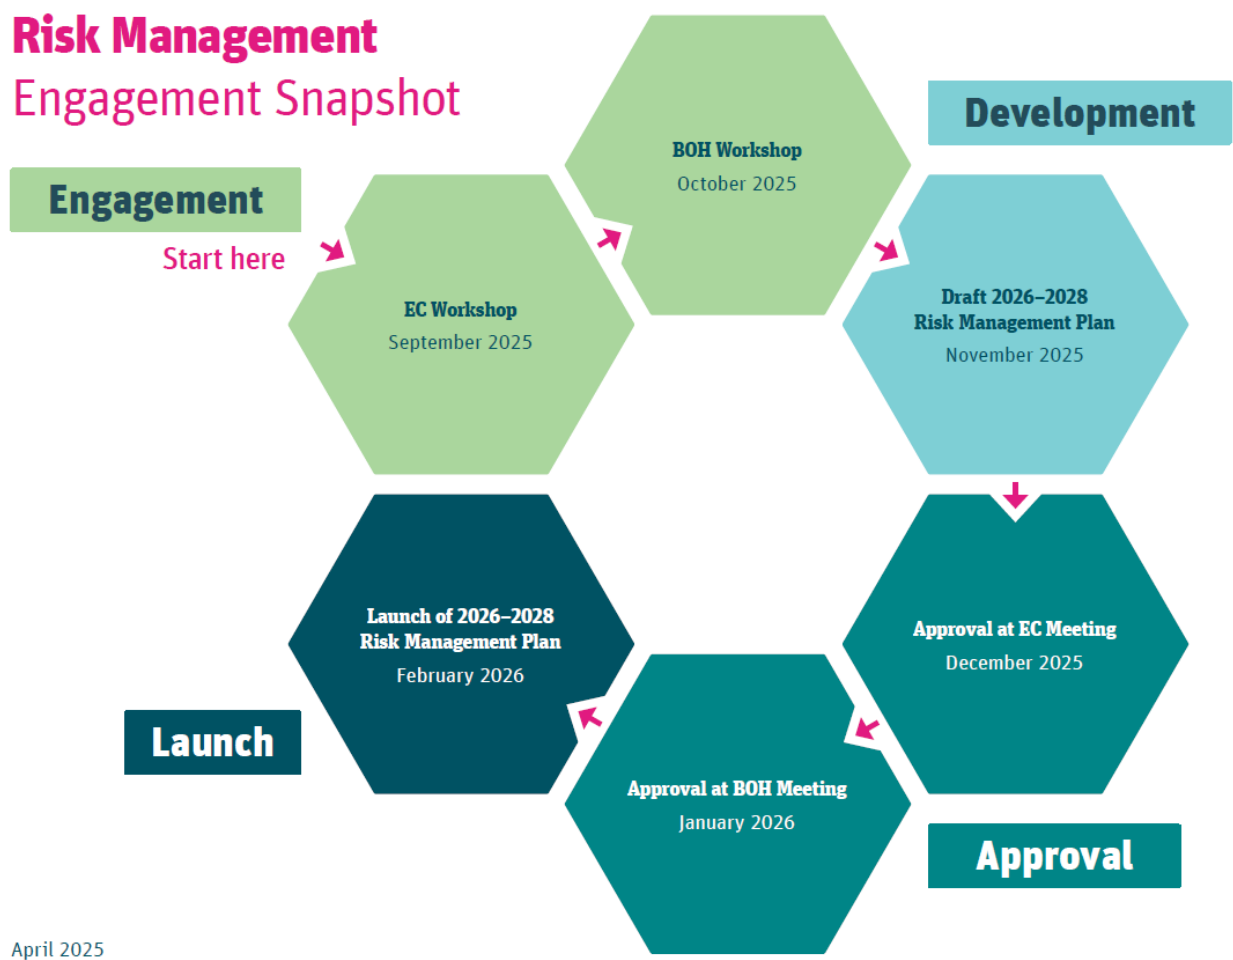 Risk Management
Engagement Snapshot
Engagement
Start here
EC Workshop
September 2025
BOH Workshop
October 2025
Development
Draft 2026–2028
Risk Management Plan
November 2025
Approval at EC Meeting
December 2025
Approval
Approval at BOH Meeting
January 2026
Launch of 2026–2028
Risk Management Plan
February 2026
Launch
April 2025